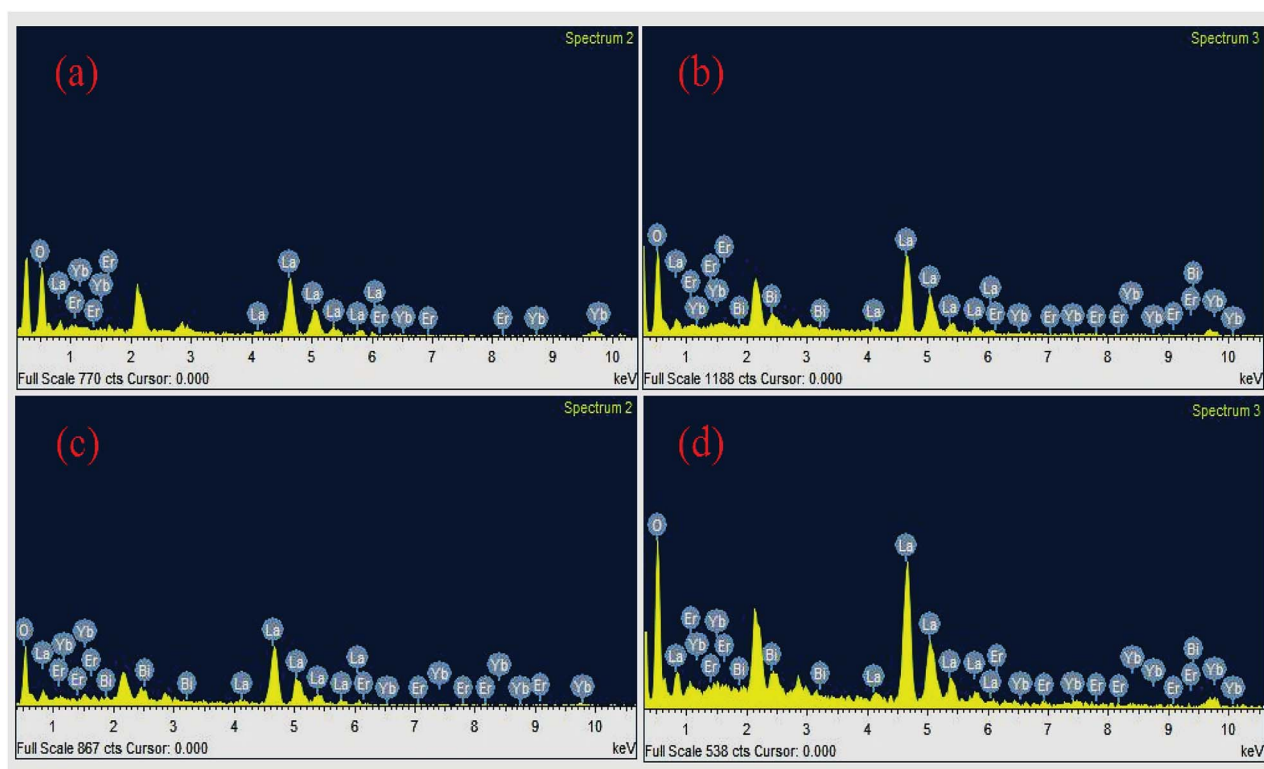 Spectrum 2
(a)
O La Er Yb Er Yb Er La La La La La La Er Yb Er Er Yb Yb
1 2 3 4 5 6 7 8 9 10
Full Scale 770 cts Cursor: 0.000 keV
Spectrum 3
(b)
O La Er Yb Er Yb Er Bi Bi Bi La La La La La La Er Yb Er Yb Er Er Yb Yb Er Er Bi Yb Yb
1 2 3 4 5 6 7 8 9 10
Full Scale 1188 cts Cursor: 0.000 keV
Spectrum 2
(c)
O La Er Yb Er Yb Er Bi Bi Bi La La La La La La Er Yb Er Yb Er Er Yb Yb Er Yb
1 2 3 4 5 6 7 8 9 10
Full Scale 867 cts Cursor: 0.000 keV
Spectrum 3
(d)
O La Er Yb Er Yb Er Bi Bi Bi La La La La La La Er Yb Er Yb Er Er Yb Yb Er Er Bi Yb Yb
1 2 3 4 5 6 7 8 9 10
Full Scale 538 cts Cursor: 0.000 keV